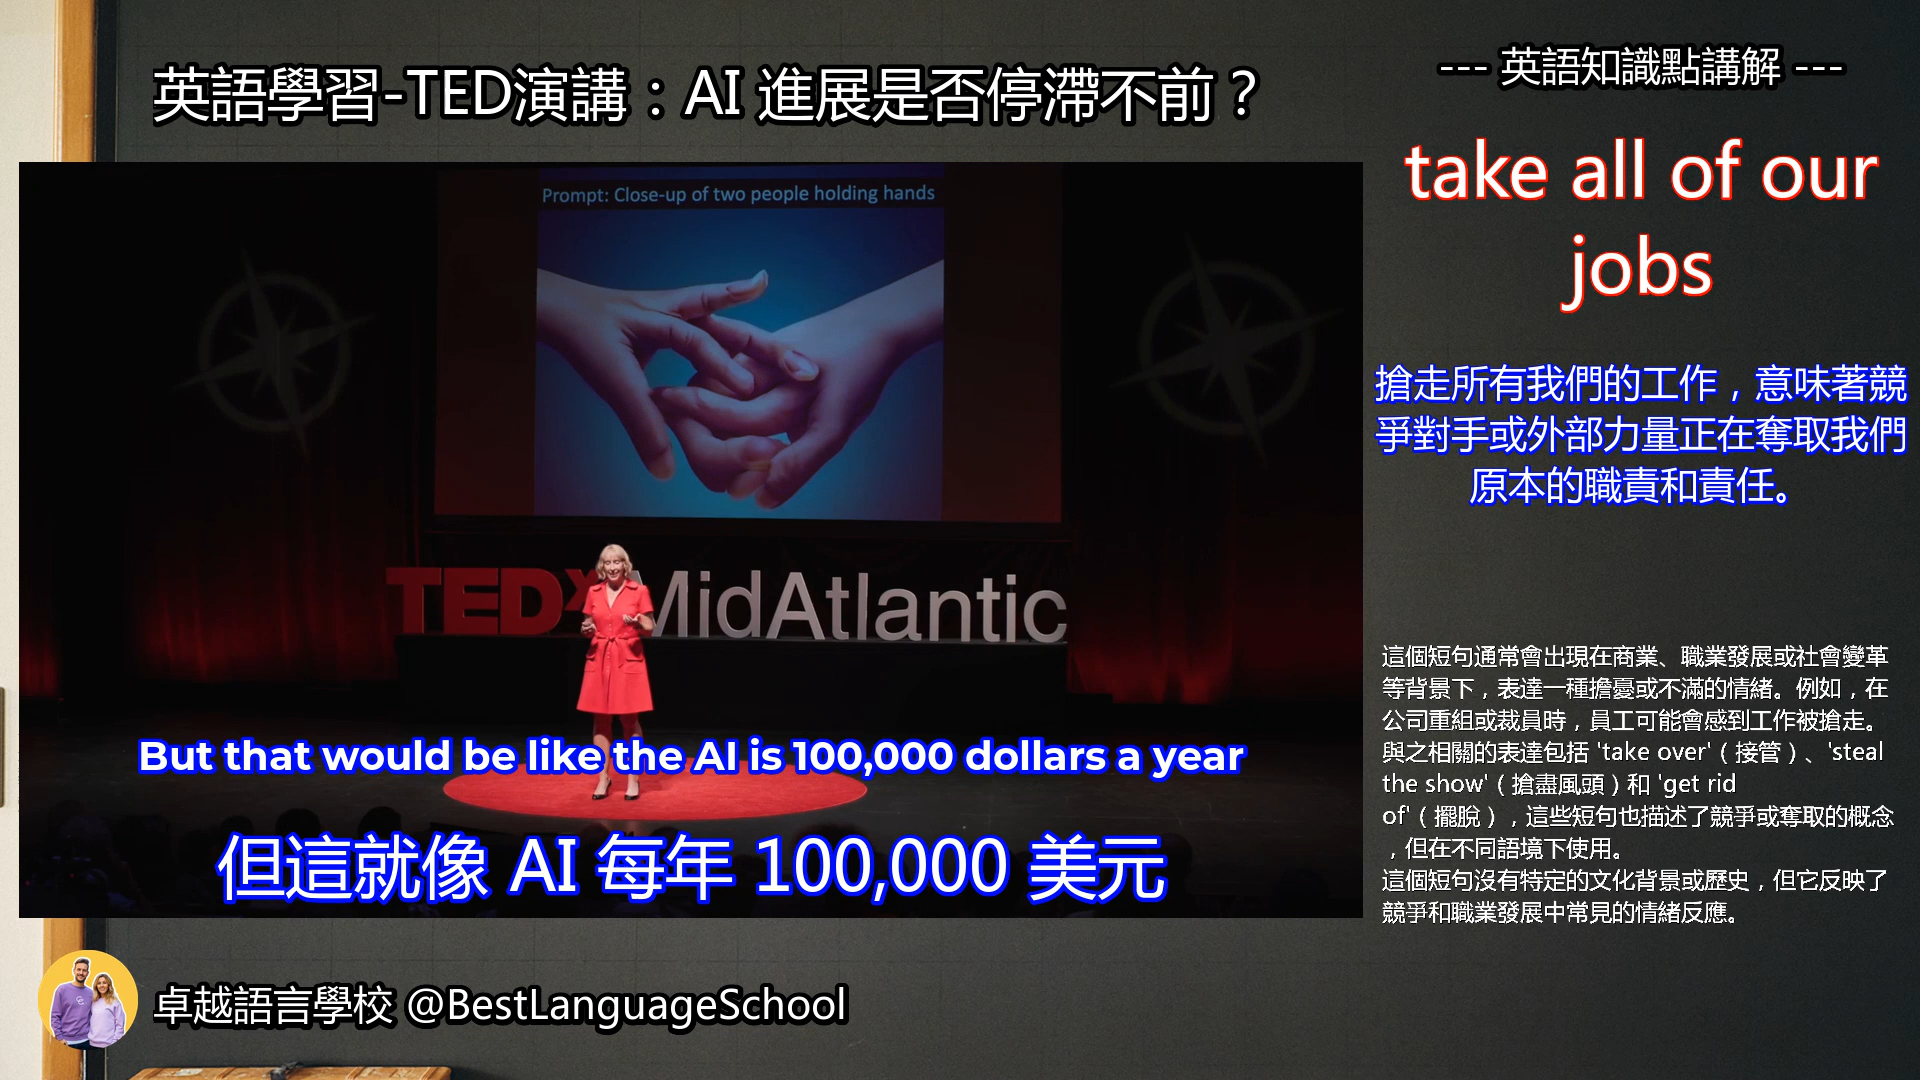 英語學習-TED演講：AI 進展是否停滯不前？
Prompt: Close-up of two people holding hands
TEDx MidAtlantic
But that would be like the AI is 100,000 dollars a year
但這就像 AI 每年 100,000 美元
卓越語言學校 @BestLanguageSchool
--- 英語知識點講解 ---
take all of our
jobs
搶走所有我們的工作，意味著競
爭對手或外部力量正在奪取我們
原本的職責和責任。
這個短句通常會出現在商業、職業發展或社會變革
等背景下，表達一種擔憂或不滿的情緒。例如，在
公司重組或裁員時，員工可能會感到工作被搶走。
與之相關的表達包括 'take over'（接管）、'steal
the show'（搶盡風頭）和 'get rid
of'（擺脫），這些短句也描述了競爭或奪取的概念
，但在不同語境下使用。
這個短句沒有特定的文化背景或歷史，但它反映了
競爭和職業發展中常見的情緒反應。